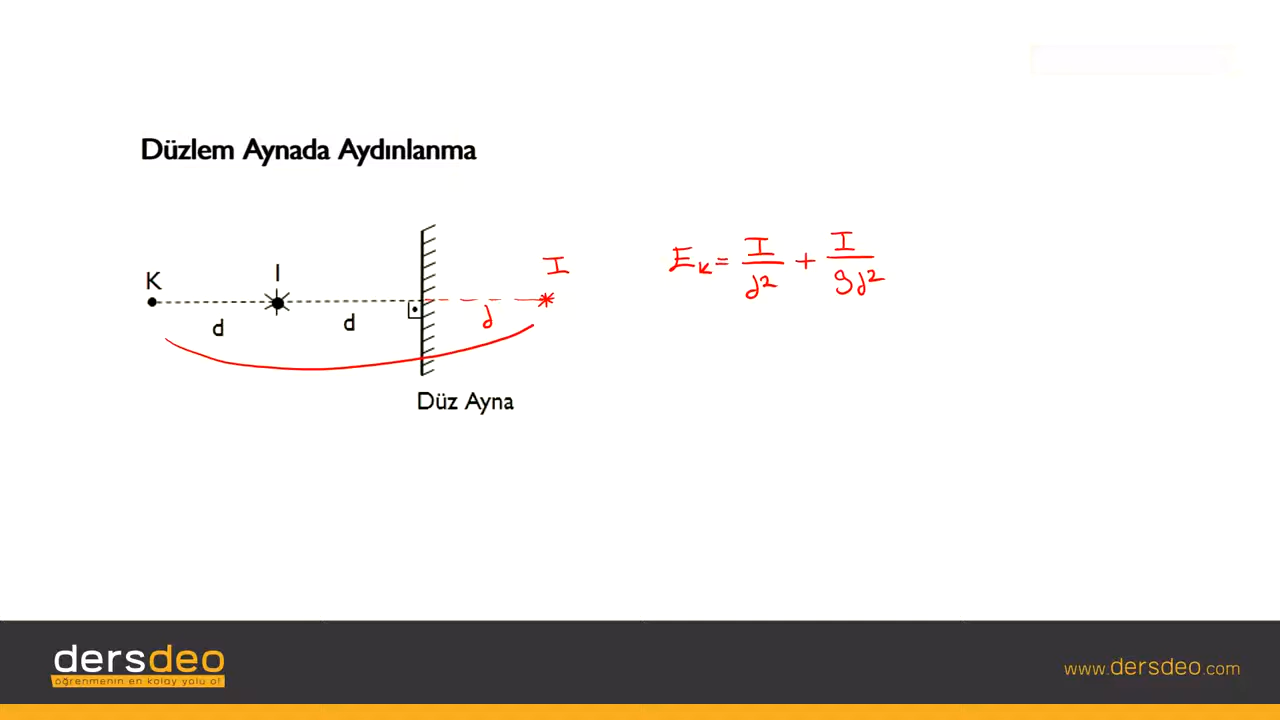 Düzlem Aynada Aydınlanma
K
I
I
d
d
d
Düz Ayna
E_K = I/d² + I/9d²
dersdeo
öğrenmenin en kolay yolu o!
www.dersdeo.com